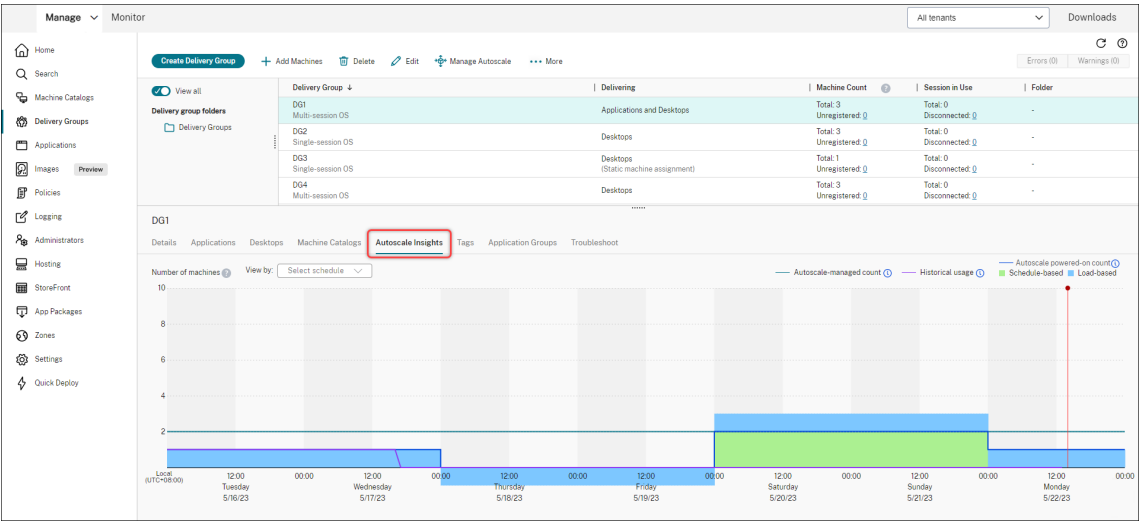 Manage Monitor All tenants Downloads
Home
Search
Machine Catalogs
Delivery Groups
Applications
Images Preview
Policies
Logging
Administrators
Hosting
StoreFront
App Packages
Zones
Settings
Quick Deploy
Create Delivery Group Add Machines Delete Edit Manage Autoscale More
Errors (0) Warnings (0)
View all
Delivery group folders
Delivery Groups
Delivery Group ↓ Delivering Machine Count Session in Use Folder
DG1 Applications and Desktops Total: 3 Total: 0 -
Multi-session OS Unregistered: 0 Disconnected: 0
DG2 Desktops Total: 3 Total: 0 -
Single-session OS Unregistered: 0 Disconnected: 0
DG3 Desktops Total: 1 Total: 0 -
Single-session OS (Static machine assignment) Unregistered: 0 Disconnected: 0
DG4 Desktops Total: 3 Total: 0 -
Multi-session OS Unregistered: 0 Disconnected: 0
DG1
Details Applications Desktops Machine Catalogs Autoscale Insights Tags Application Groups Troubleshoot
Number of machines View by: Select schedule
Autoscale-managed count Historical usage Autoscale powered-on count
Schedule-based Load-based
10
8
6
4
2
Local
(UTC+08:00)
12:00 00:00 12:00 00:00 12:00 00:00 12:00 00:00 12:00 00:00 12:00 00:00 12:00 00:00
Tuesday Wednesday Thursday Friday Saturday Sunday Monday
5/16/23 5/17/23 5/18/23 5/19/23 5/20/23 5/21/23 5/22/23